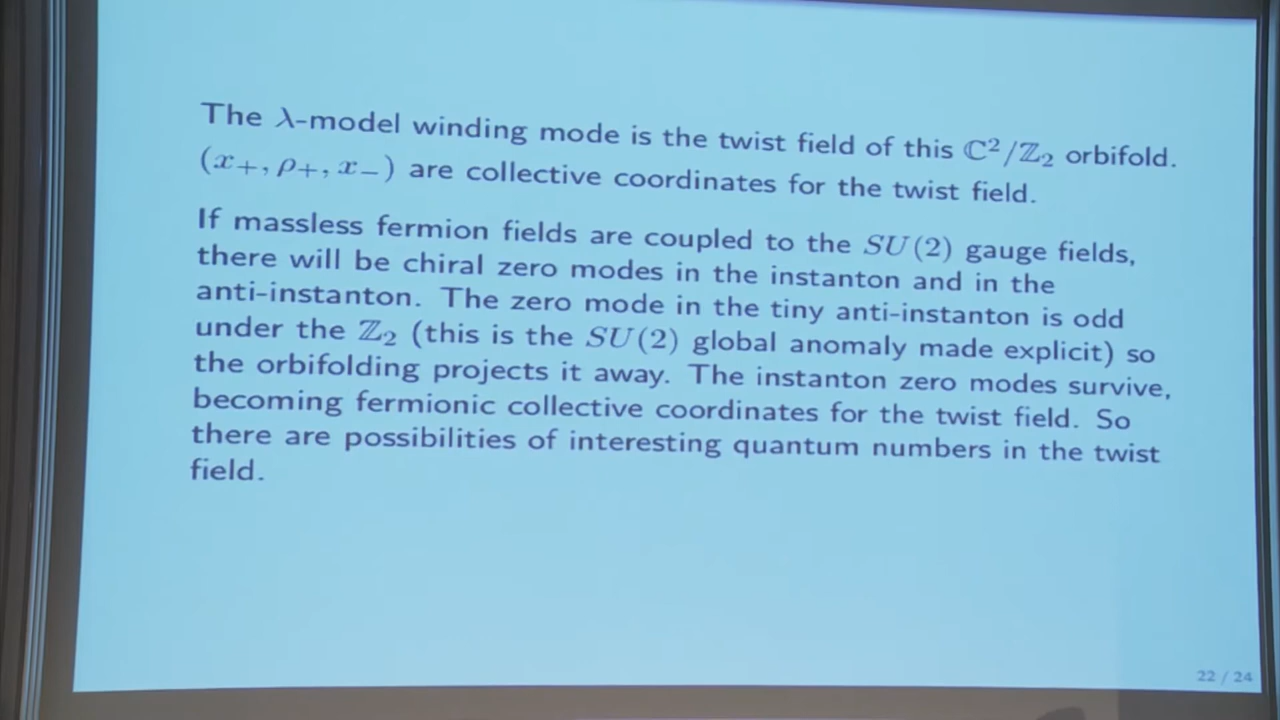 The λ-model winding mode is the twist field of this ℂ²/ℤ₂ orbifold.
(x₊, ρ₊, x₋) are collective coordinates for the twist field.
If massless fermion fields are coupled to the SU(2) gauge fields,
there will be chiral zero modes in the instanton and in the
anti-instanton. The zero mode in the tiny anti-instanton is odd
under the ℤ₂ (this is the SU(2) global anomaly made explicit) so
the orbifolding projects it away. The instanton zero modes survive,
becoming fermionic collective coordinates for the twist field. So
there are possibilities of interesting quantum numbers in the twist
field.
22 / 24